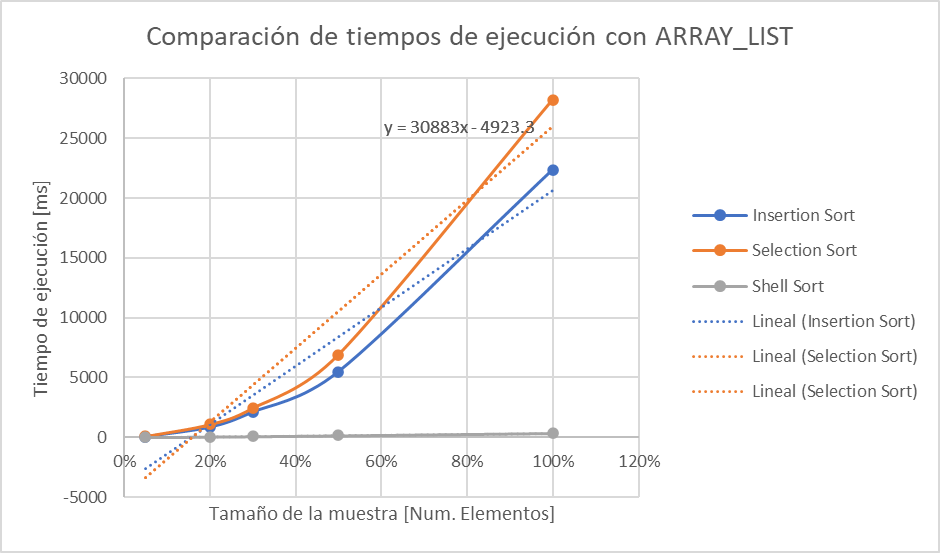 Comparación de tiempos de ejecución con ARRAY_LIST
Tiempo de ejecución [ms]
30000
25000
20000
15000
10000
5000
0
-5000
y = 30883x - 4923.3
0%
20%
40%
60%
80%
100%
120%
Tamaño de la muestra [Num. Elementos]
Insertion Sort
Selection Sort
Shell Sort
Lineal (Insertion Sort)
Lineal (Selection Sort)
Lineal (Selection Sort)